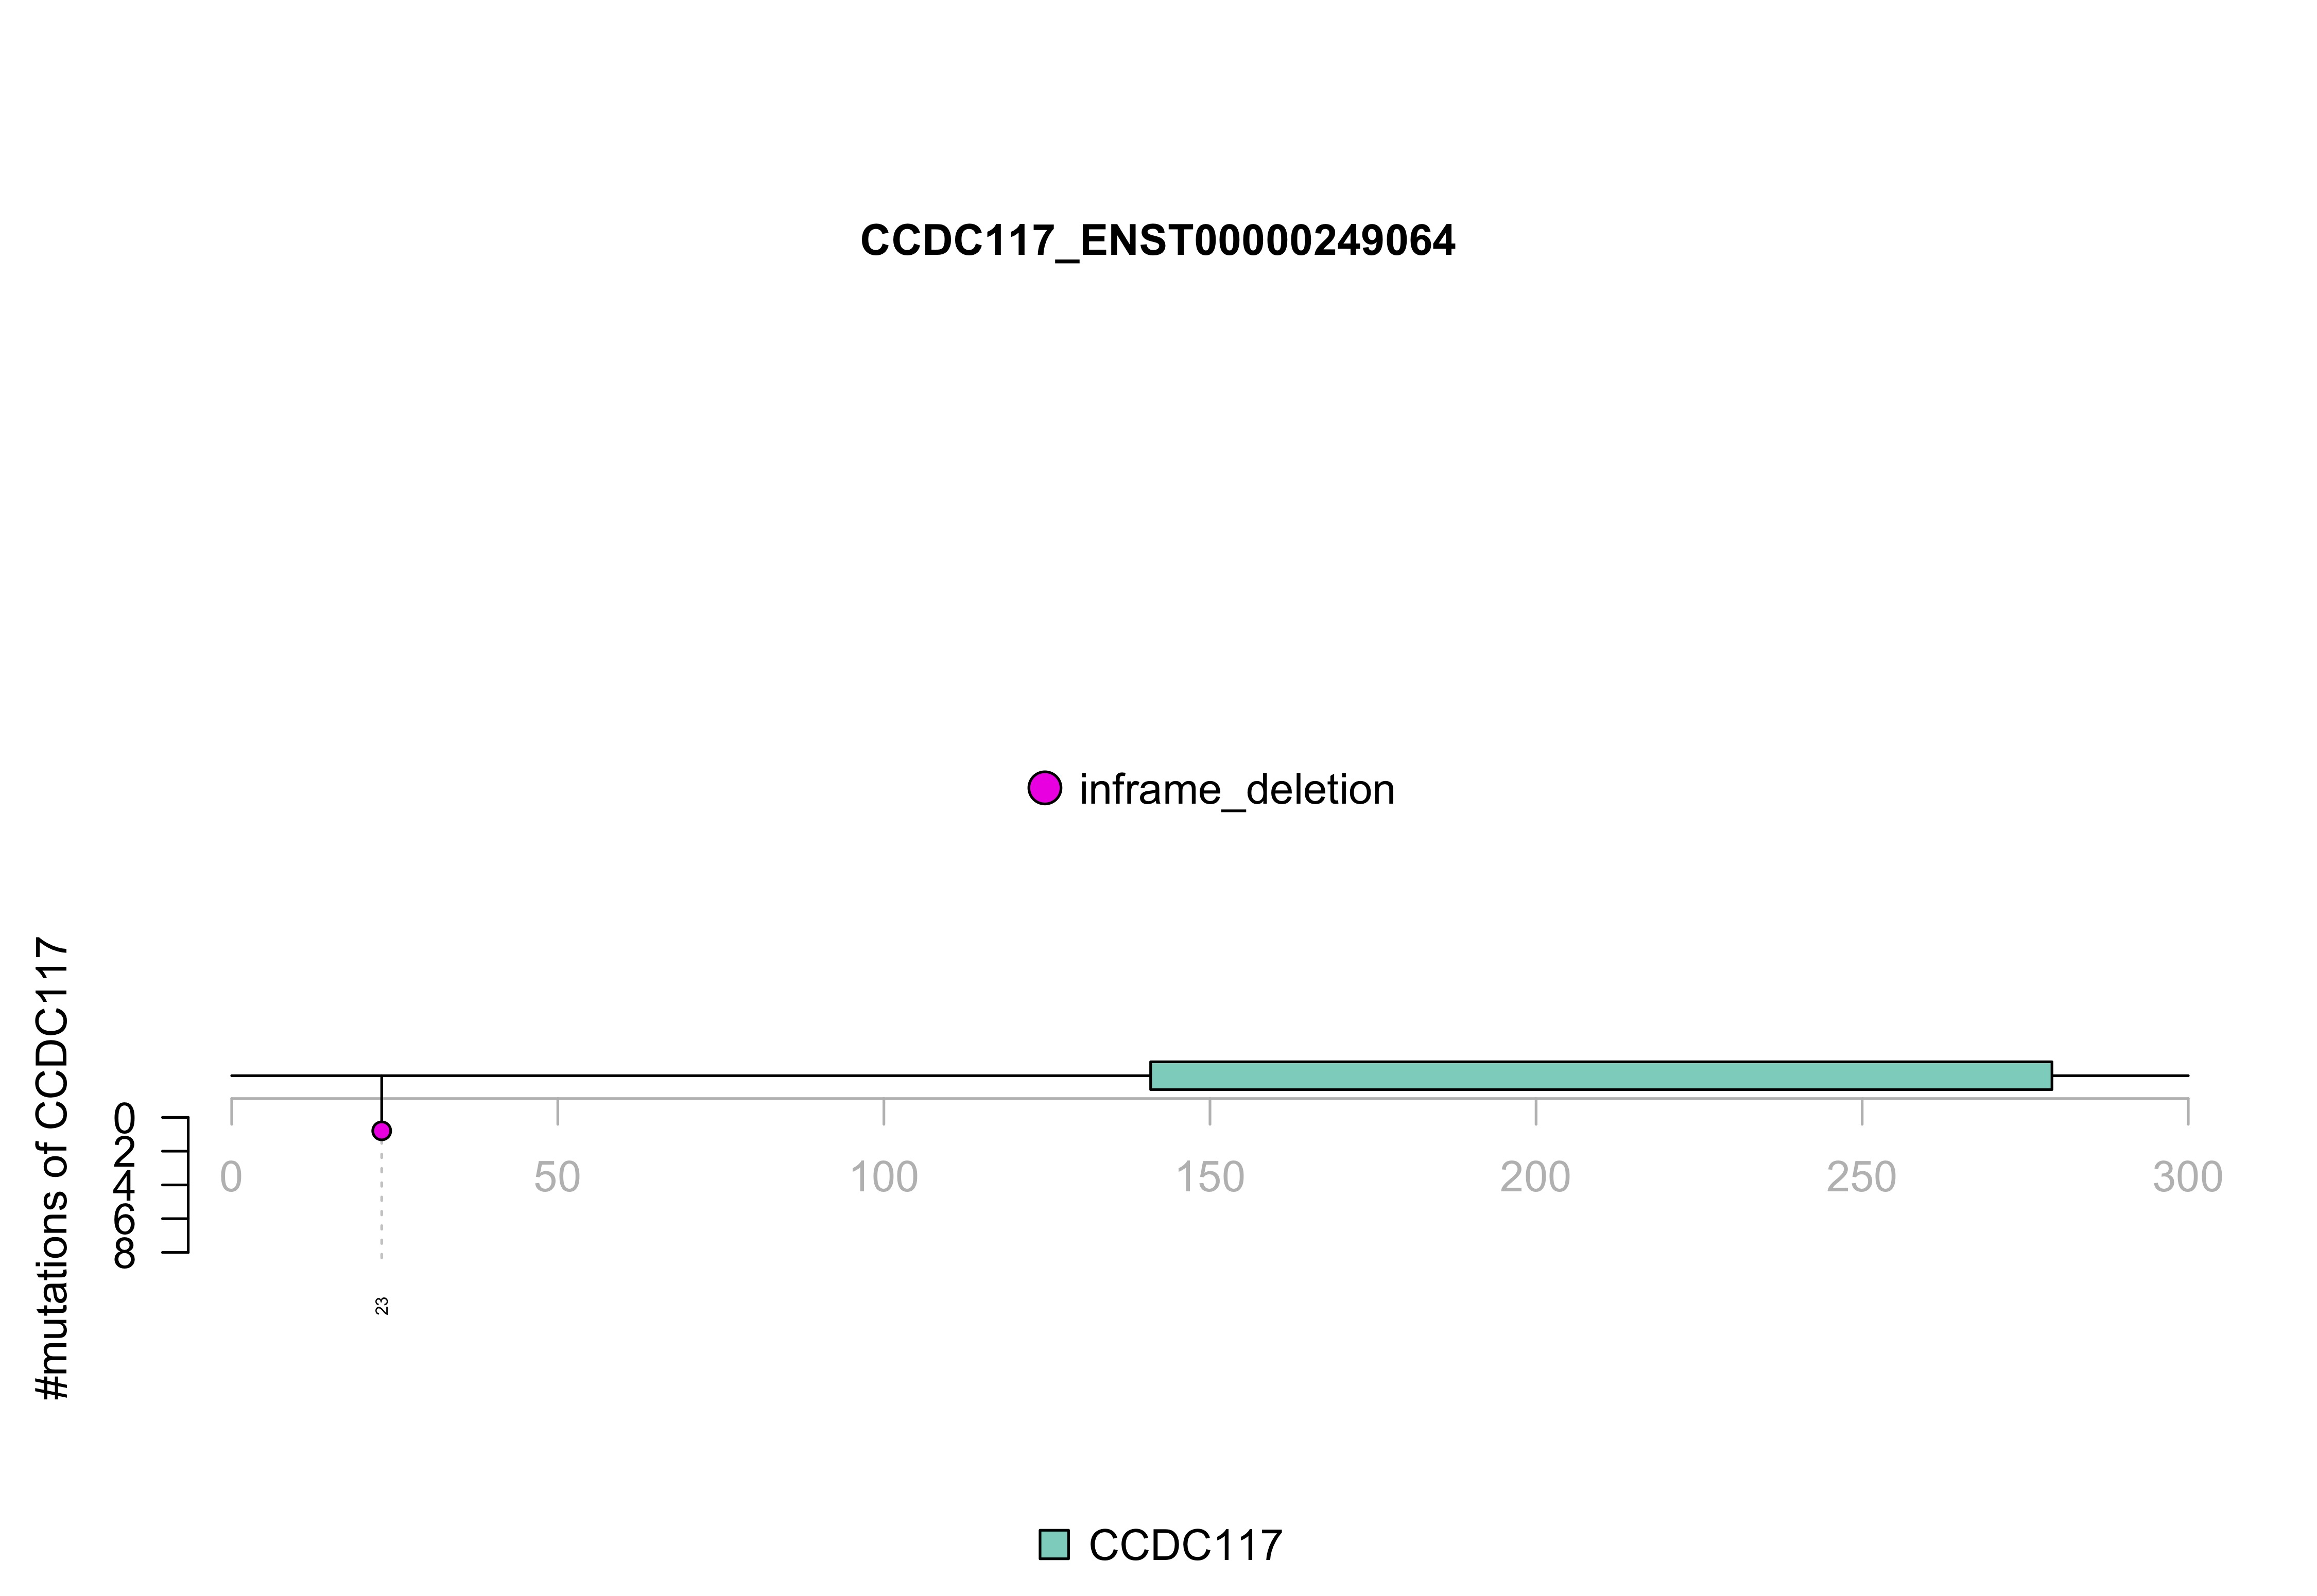 CCDC117_ENST00000249064
inframe_deletion
#mutations of CCDC117
0
2
4
6
8
0 50 100 150 200 250 300
23
CCDC117